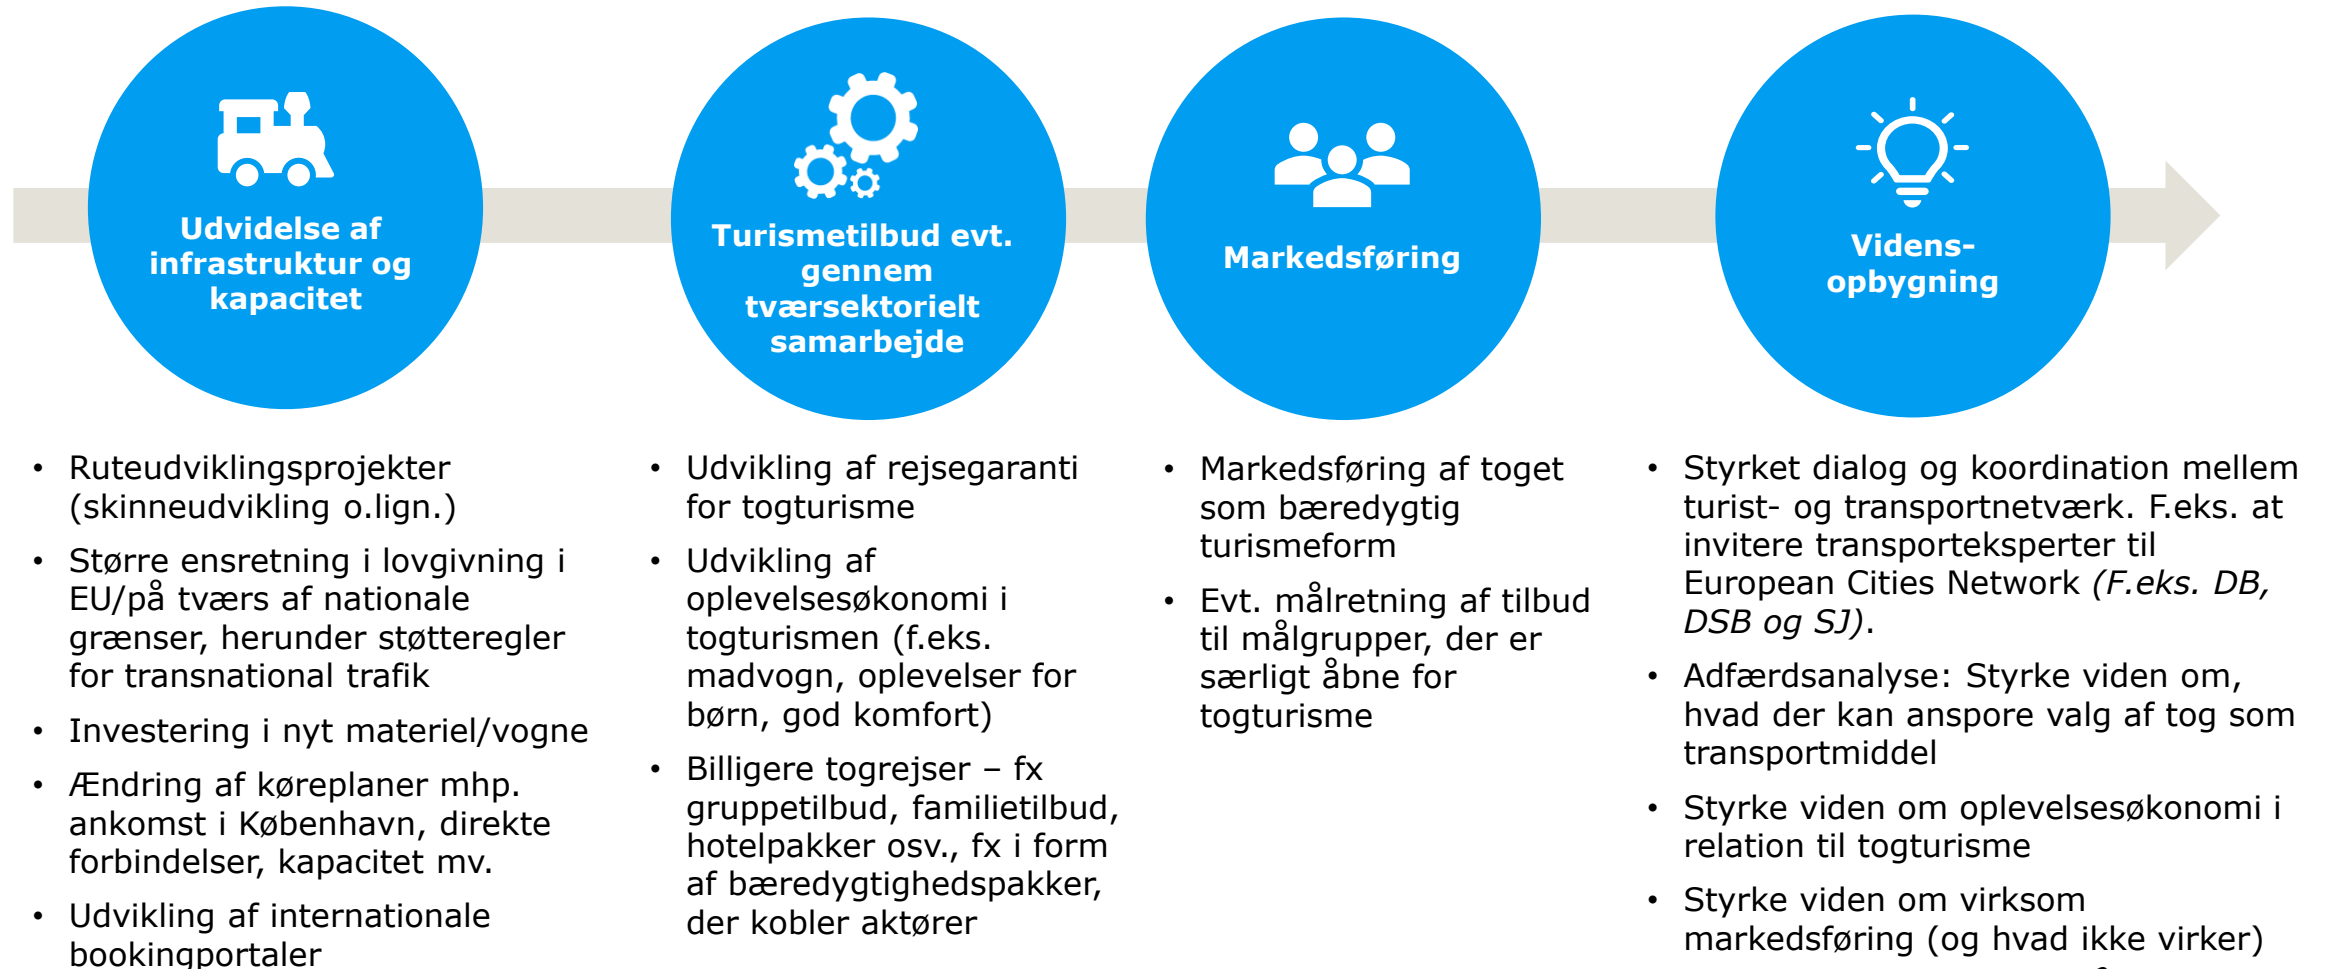 Udvidelse af
infrastruktur og
kapacitet
Turismetilbud evt.
gennem
tværsektorielt
samarbejde
Markedsføring
Videns-
opbygning
• Ruteudviklingsprojekter
(skinneudvikling o.lign.)
• Større ensretning i lovgivning i
EU/på tværs af nationale
grænser, herunder støtteregler
for transnational trafik
• Investering i nyt materiel/vogne
• Ændring af køreplaner mhp.
ankomst i København, direkte
forbindelser, kapacitet mv.
• Udvikling af internationale
bookingportaler
• Udvikling af rejsegaranti
for togturisme
• Udvikling af
oplevelsesøkonomi i
togturismen (f.eks.
madvogn, oplevelser for
børn, god komfort)
• Billigere togrejser – fx
gruppetilbud, familietilbud,
hotelpakker osv., fx i form
af bæredygtighedspakker,
der kobler aktører
• Markedsføring af toget
som bæredygtig
turismeform
• Evt. målretning af tilbud
til målgrupper, der er
særligt åbne for
togturisme
• Styrket dialog og koordination mellem
turist- og transportnetværk. F.eks. at
invitere transporteksperter til
European Cities Network (F.eks. DB,
DSB og SJ).
• Adfærdsanalyse: Styrke viden om,
hvad der kan anspore valg af tog som
transportmiddel
• Styrke viden om oplevelsesøkonomi i
relation til togturisme
• Styrke viden om virksom
markedsføring (og hvad ikke virker)